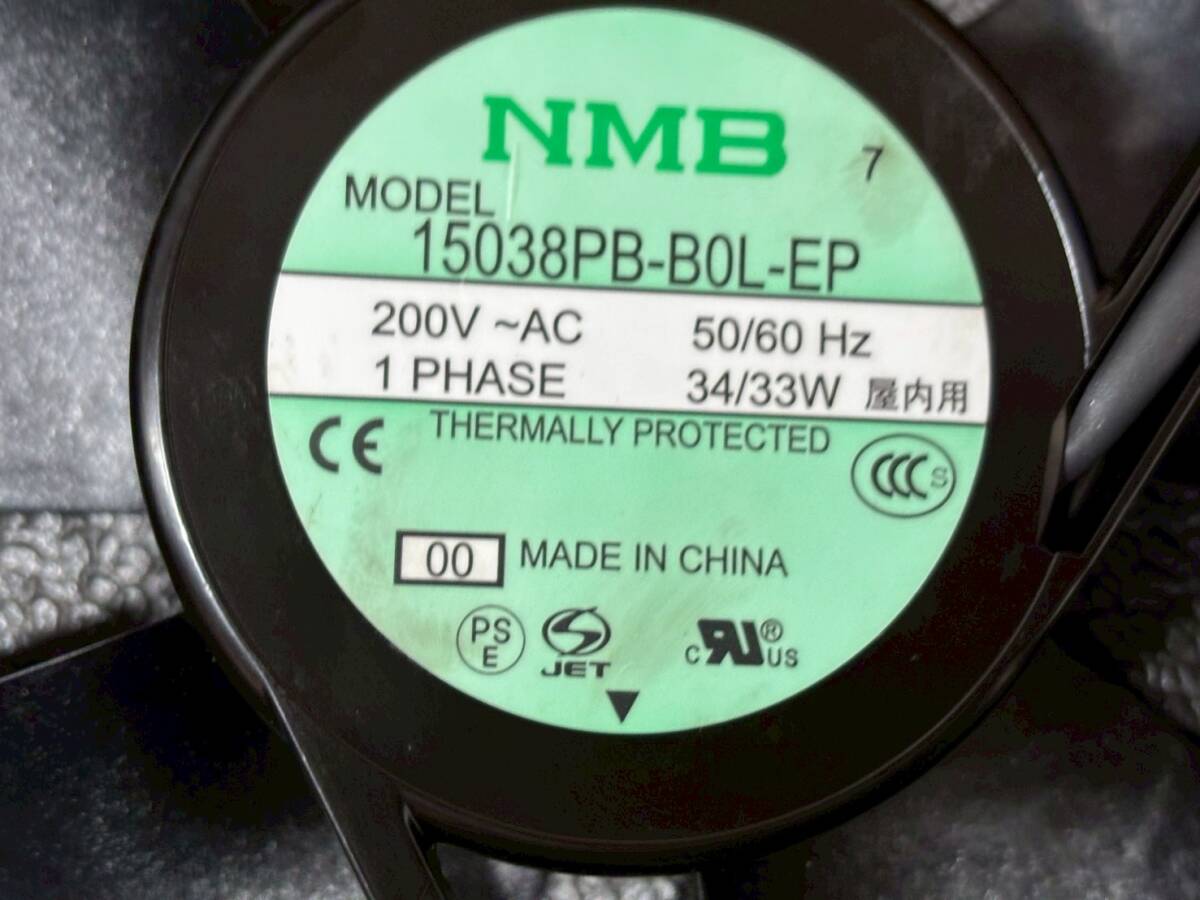 NMB
7
MODEL
15038PB-B0L-EP
200V ~AC 50/60 Hz
1 PHASE 34/33W 屋内用
THERMALLY PROTECTED
CE
CCC S
00 MADE IN CHINA
PS
E
JET
c RU ® US